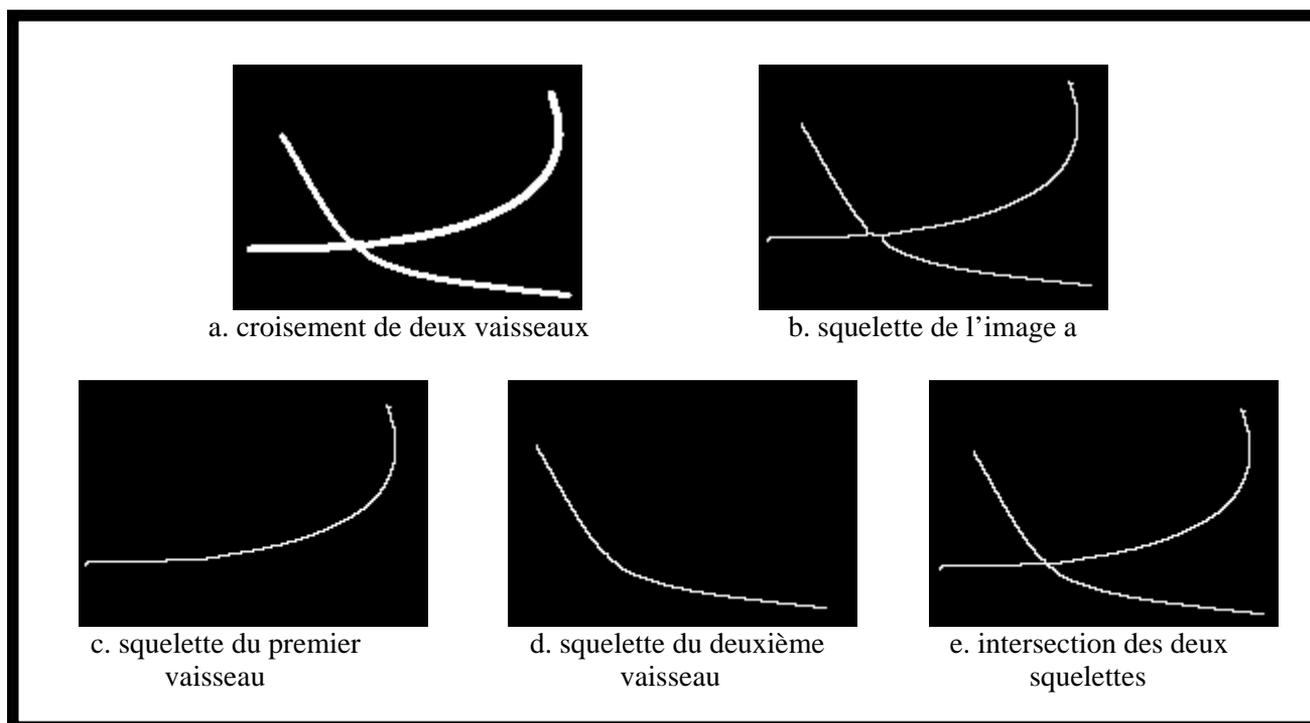 a. croisement de deux vaisseaux
b. squelette de l’image a
c. squelette du premier
vaisseau
d. squelette du deuxième
vaisseau
e. intersection des deux
squelettes